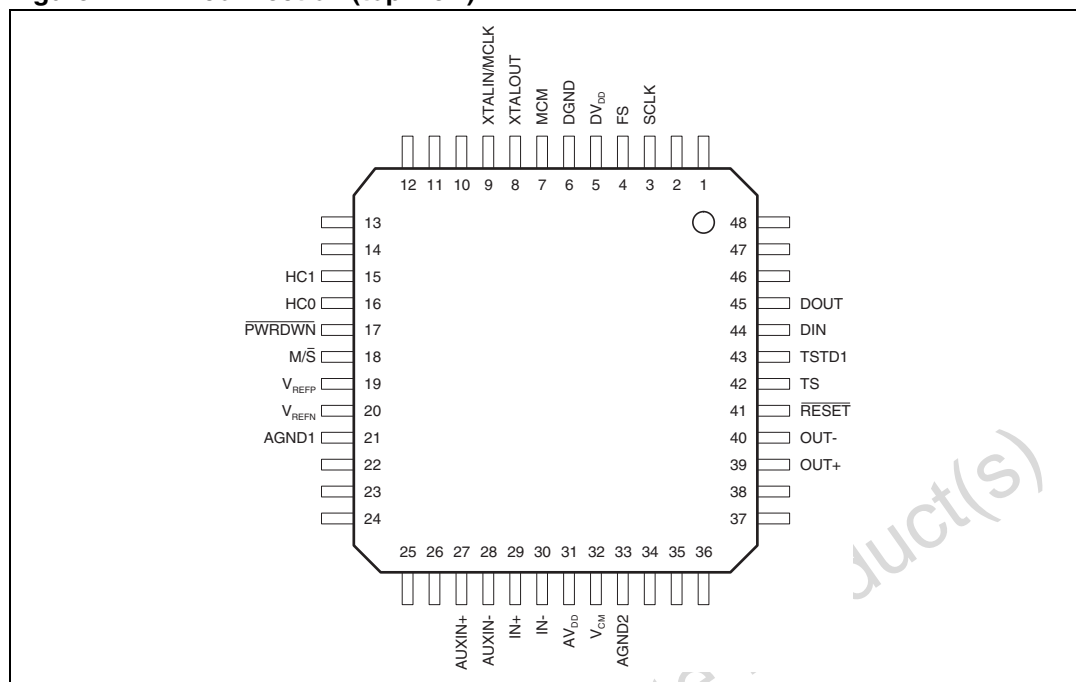 XTALIN/MCLK
XTALOUT
MCM
DGND
DVDD
FS
SCLK
12 11 10 9 8 7 6 5 4 3 2 1
13
14
HC1 15
HC0 16
PWRDWN 17
M/S̅ 18
VREFP 19
VREFN 20
AGND1 21
22
23
24
48
47
46
45 DOUT
44 DIN
43 TSTD1
42 TS
41 RESET
40 OUT-
39 OUT+
38
37
25 26 27 28 29 30 31 32 33 34 35 36
AUXIN+
AUXIN-
IN+
IN-
AVDD
VCM
AGND2
duct(s)